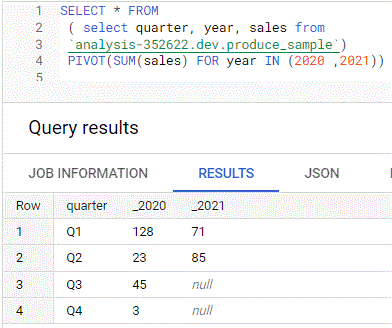 1 SELECT * FROM
2 ( select quarter, year, sales from
3 `analysis-352622.dev.produce_sample`)
4 PIVOT(SUM(sales) FOR year IN (2020 ,2021))
5
Query results
JOB INFORMATION RESULTS JSON
Row quarter _2020 _2021
1 Q1 128 71
2 Q2 23 85
3 Q3 45 null
4 Q4 3 null